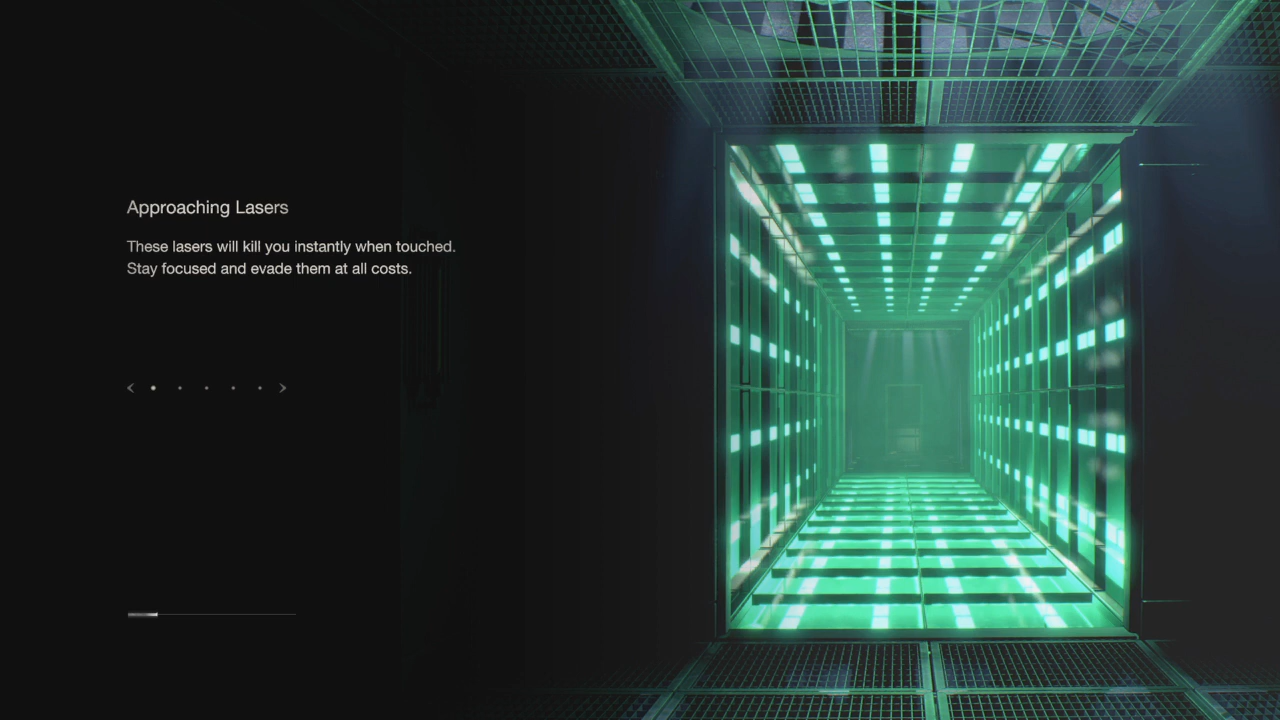 Approaching Lasers
These lasers will kill you instantly when touched.
Stay focused and evade them at all costs.